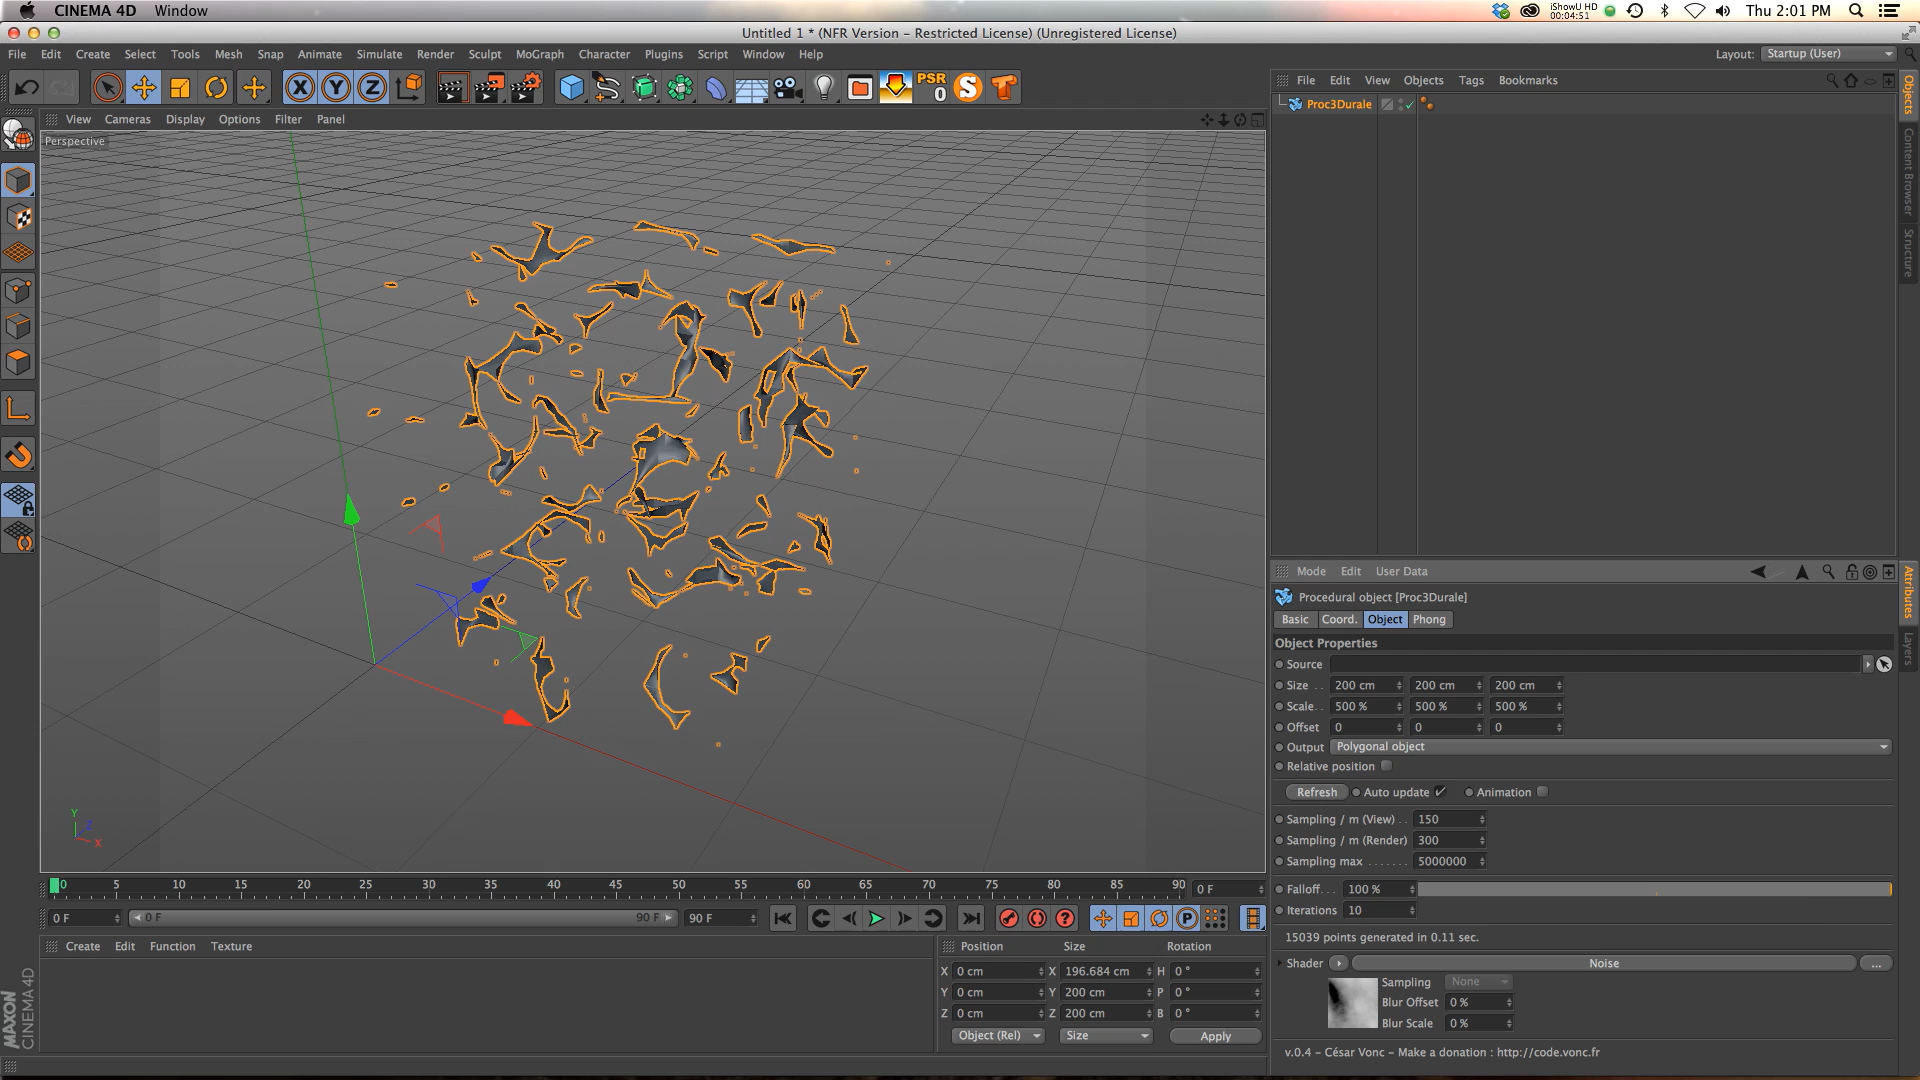 CINEMA 4D Window
iShowU HD
00:04:51
Thu 2:01 PM
Untitled 1 * (NFR Version - Restricted License) (Unregistered License)
File Edit Create Select Tools Mesh Snap Animate Simulate Render Sculpt MoGraph Character Plugins Script Window Help
Layout: Startup (User)
X Y Z
PSR
0
S
File Edit View Objects Tags Bookmarks
Proc3Durale
Objects
Content Browser
Structure
View Cameras Display Options Filter Panel
Perspective
Y
Z
X
Mode Edit User Data
Attributes
Layers
Procedural object [Proc3Durale]
Basic Coord. Object Phong
Object Properties
Source
Size . . 200 cm 200 cm 200 cm
Scale. . 500 % 500 % 500 %
Offset 0 0 0
Output Polygonal object
Relative position
Refresh Auto update Animation
Sampling / m (View) . . 150
Sampling / m (Render) 300
Sampling max . . . . . . . 5000000
Falloff. . . 100 %
Iterations 10
15039 points generated in 0.11 sec.
Shader Noise ...
Sampling None
Blur Offset 0 %
Blur Scale 0 %
v.0.4 - César Vonc - Make a donation : http://code.vonc.fr
0 5 10 15 20 25 30 35 40 45 50 55 60 65 70 75 80 85 90 0 F
0 F 0 F 90 F 90 F
P
Create Edit Function Texture
Position Size Rotation
X 0 cm X 196.684 cm H 0 °
Y 0 cm Y 200 cm P 0 °
Z 0 cm Z 200 cm B 0 °
Object (Rel) Size Apply
MAXON
CINEMA 4D